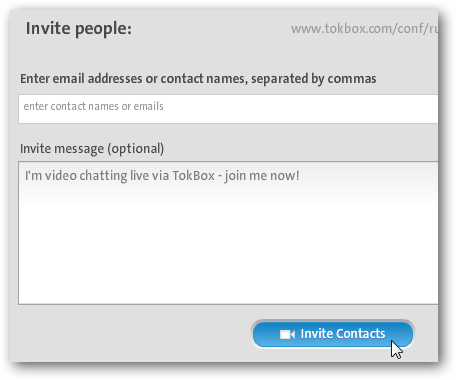 Invite people:
www.tokbox.com/conf/ru
Enter email addresses or contact names, separated by commas
enter contact names or emails
Invite message (optional)
I'm video chatting live via TokBox - join me now!
Invite Contacts